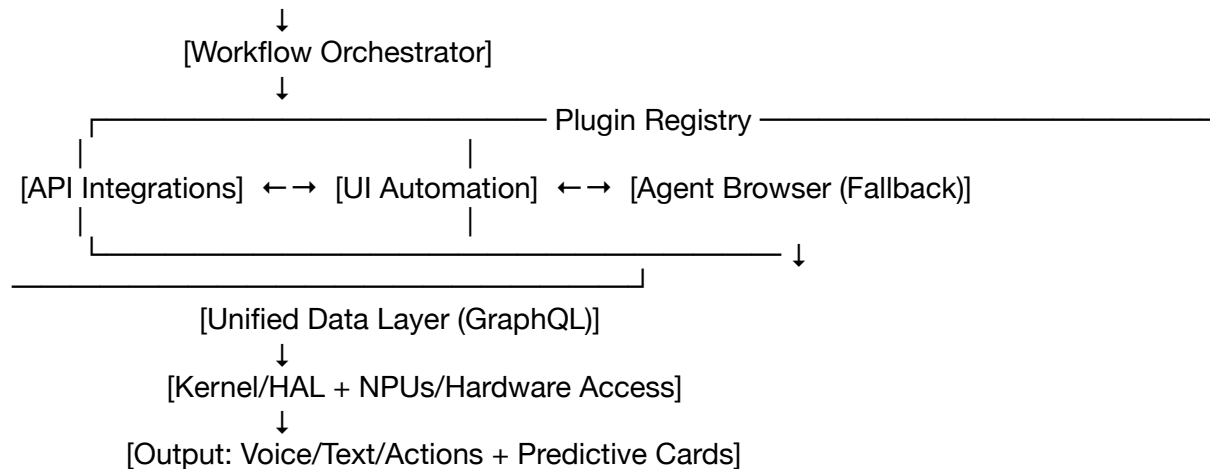 ↓
[Workflow Orchestrator]
↓
┌─────────────────── Plugin Registry ───────────────────
│ │
[API Integrations] ←→ [UI Automation] ←→ [Agent Browser (Fallback)]
│ │
└───────────────────────────── ↓
───────────────────────────┘
[Unified Data Layer (GraphQL)]
↓
[Kernel/HAL + NPUs/Hardware Access]
↓
[Output: Voice/Text/Actions + Predictive Cards]